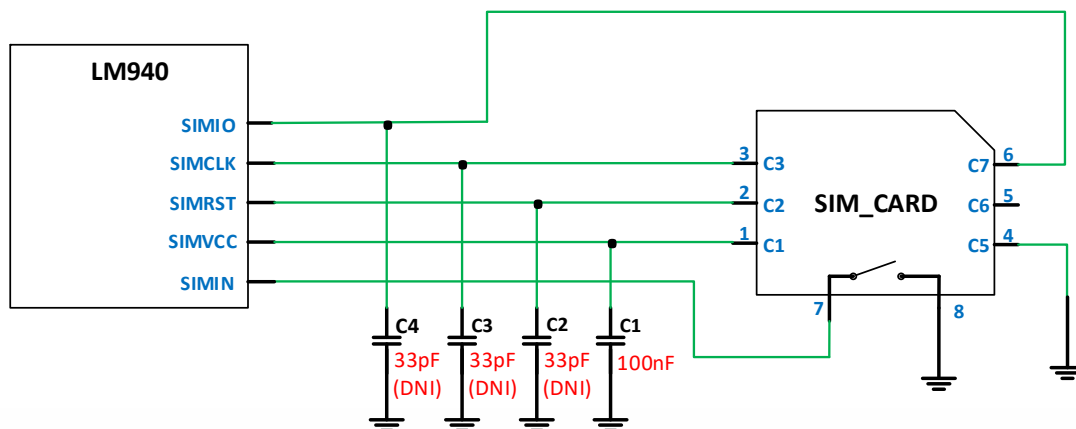 LM940
SIMIO
SIMCLK
SIMRST
SIMVCC
SIMIN
C4
33pF
(DNI)
C3
33pF
(DNI)
C2
33pF
(DNI)
C1
100nF
SIM_CARD
3
C3
2
C2
1
C1
C7
6
C6
5
C5
4
7
8